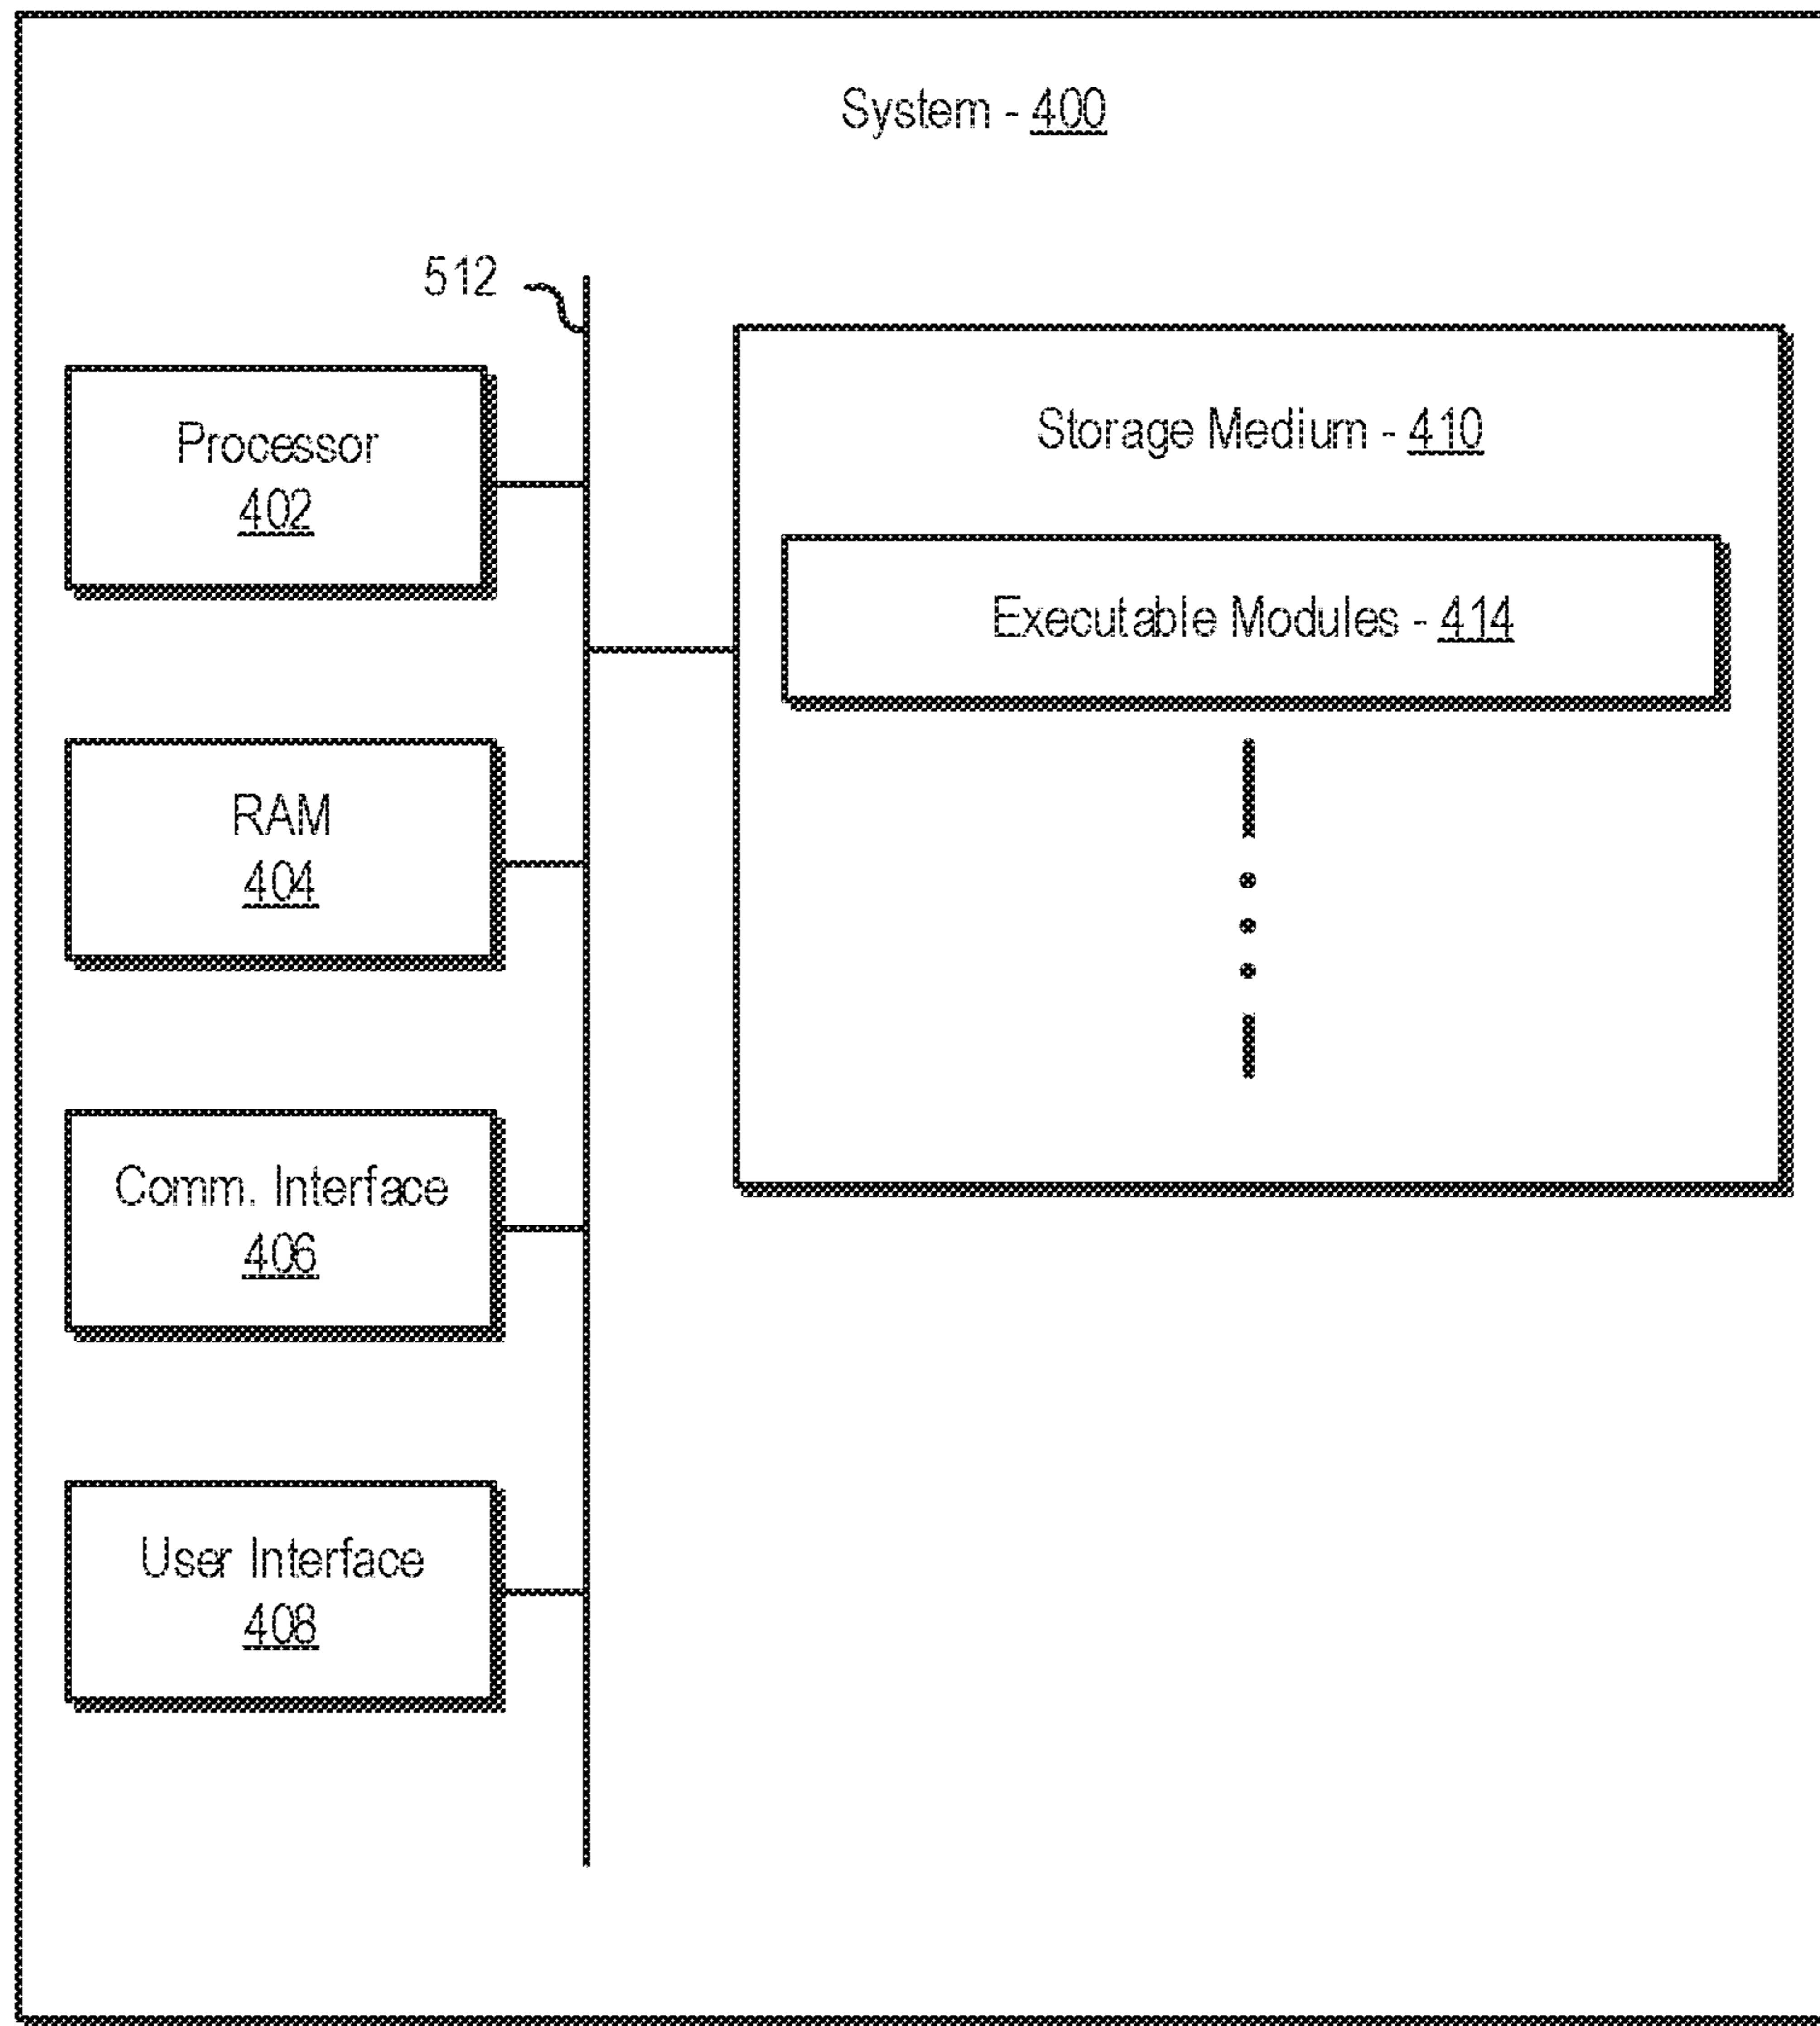 System - 400
512
Processor
402
Storage Medium - 410
Executable Modules - 414
RAM
404
Comm. Interface
406
User Interface
408